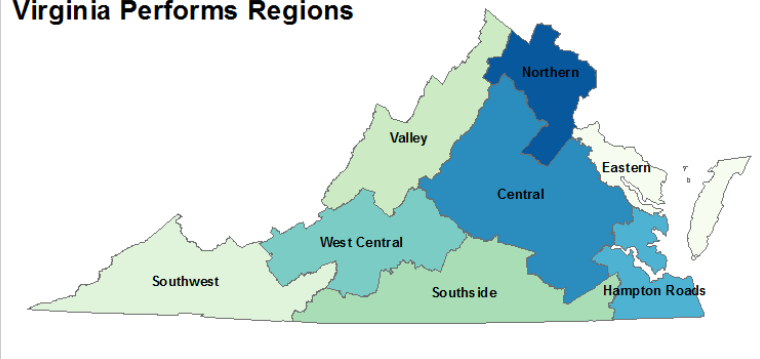 Virginia Performs Regions
Northern
Valley
Eastern
Central
West Central
Southwest
Southside
Hampton Roads